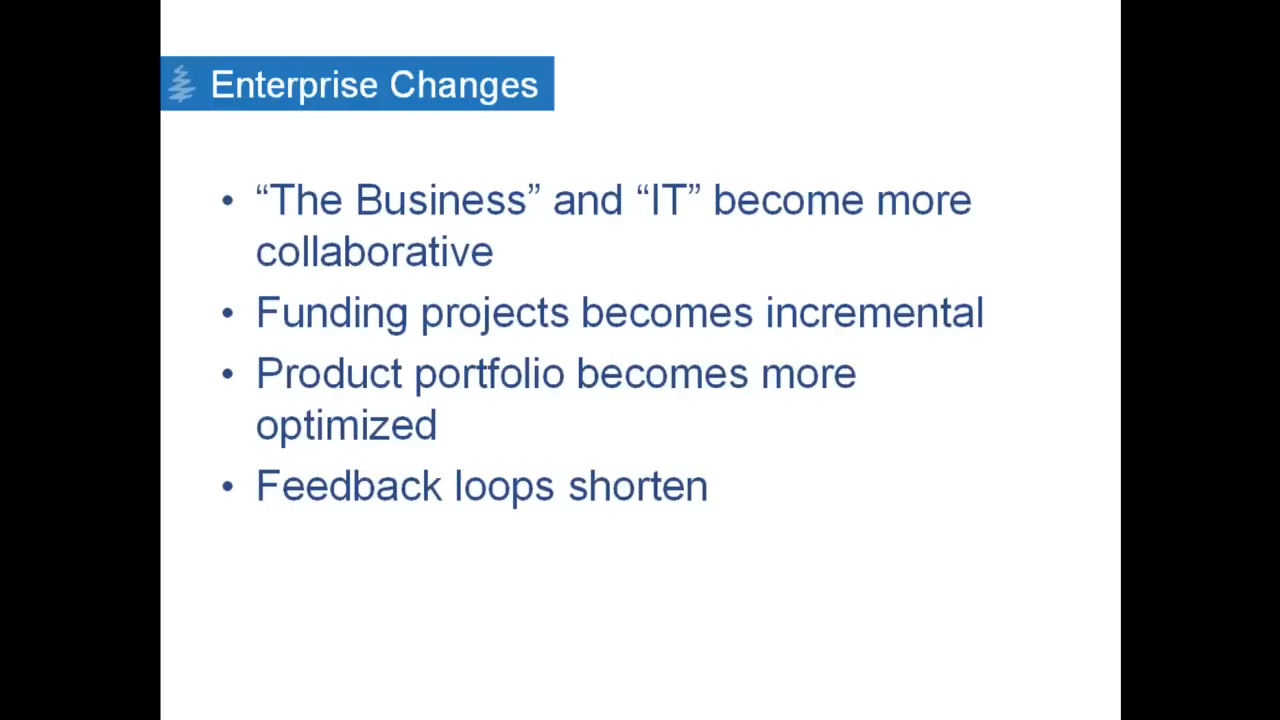 Enterprise Changes
• “The Business” and “IT” become more
collaborative
• Funding projects becomes incremental
• Product portfolio becomes more
optimized
• Feedback loops shorten